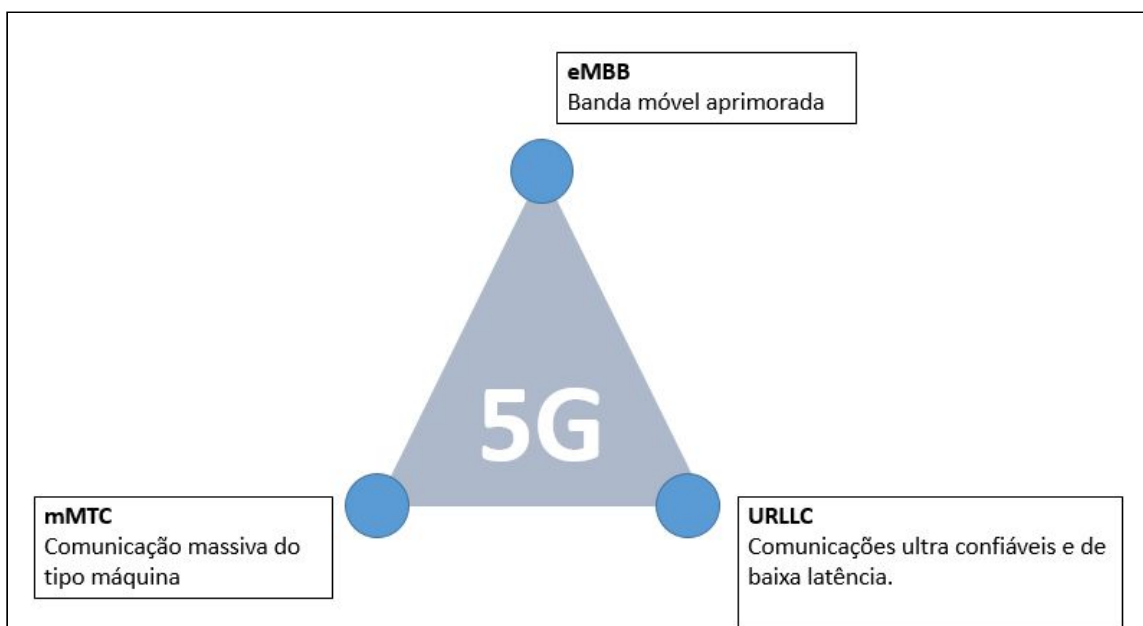 eMBB
Banda móvel aprimorada
5G
mMTC
Comunicação massiva do
tipo máquina
URLLC
Comunicações ultra confiáveis e de
baixa latência.